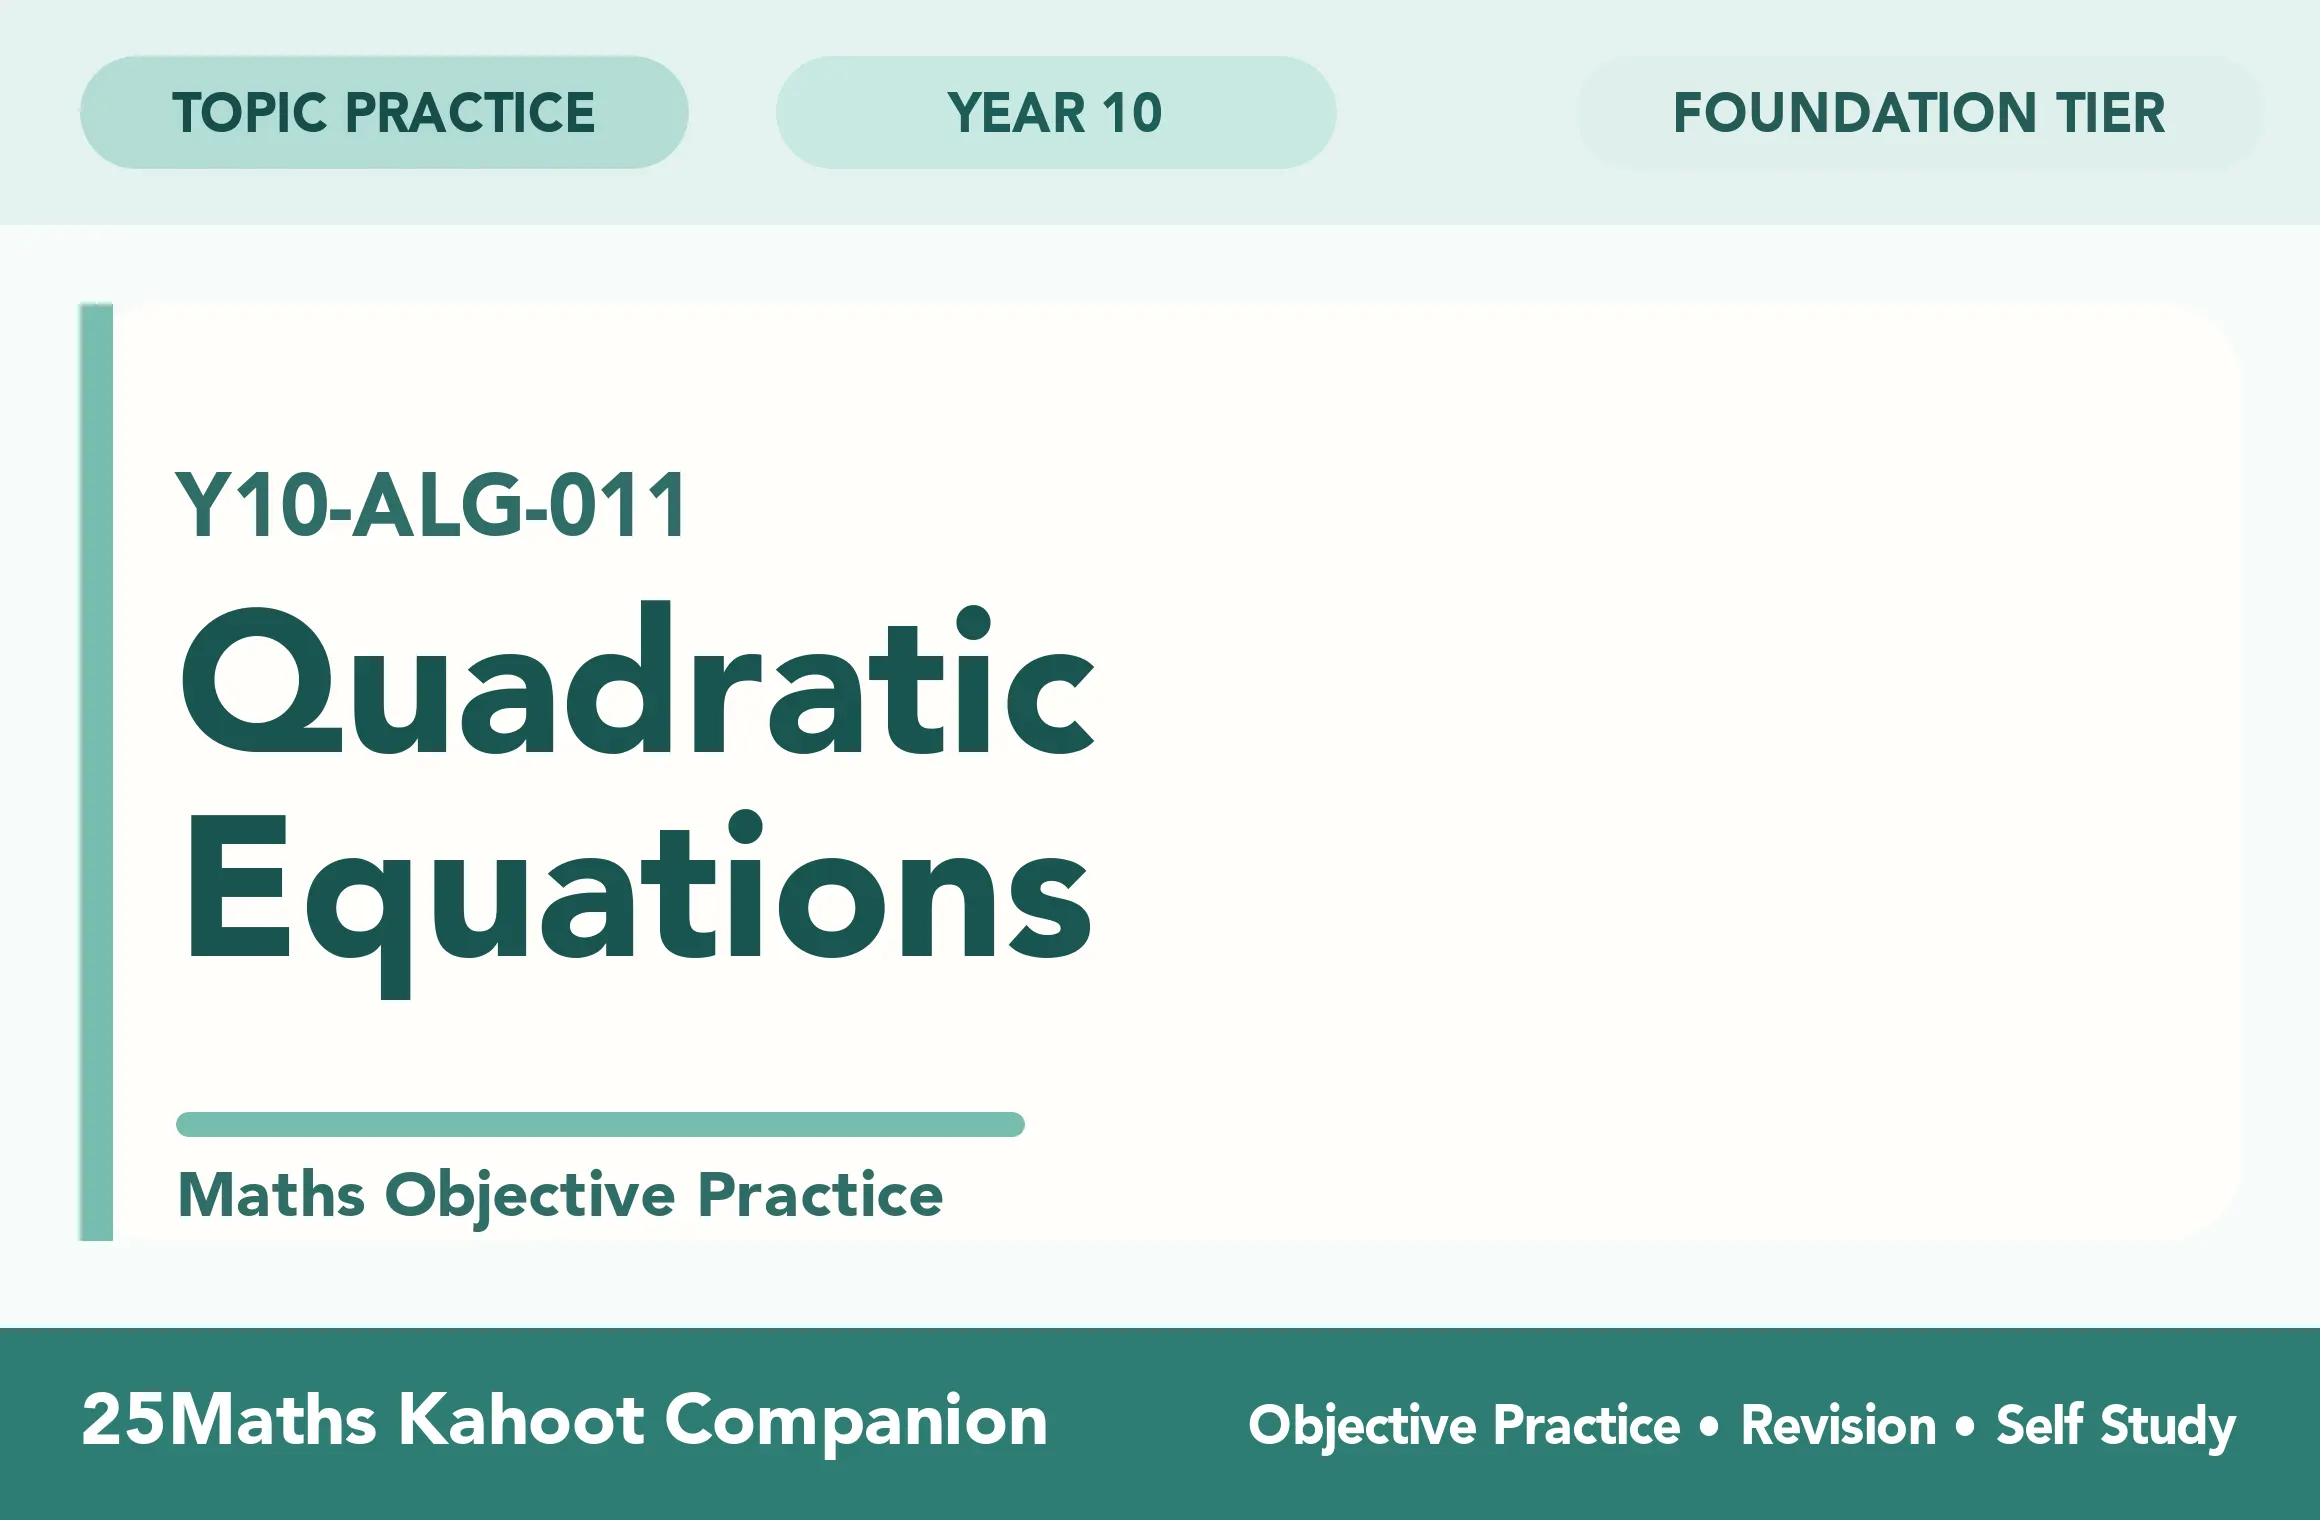 TOPIC PRACTICE
YEAR 10
FOUNDATION TIER
Y10-ALG-011
Quadratic
Equations
Maths Objective Practice
25Maths Kahoot Companion
Objective Practice • Revision • Self Study